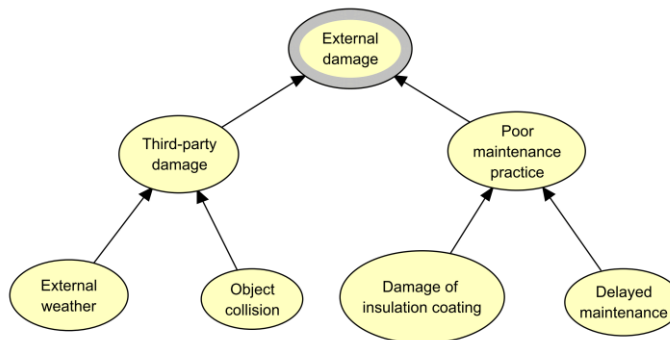 External
damage
Third-party
damage
Poor
maintenance
practice
External
weather
Object
collision
Damage of
insulation coating
Delayed
maintenance